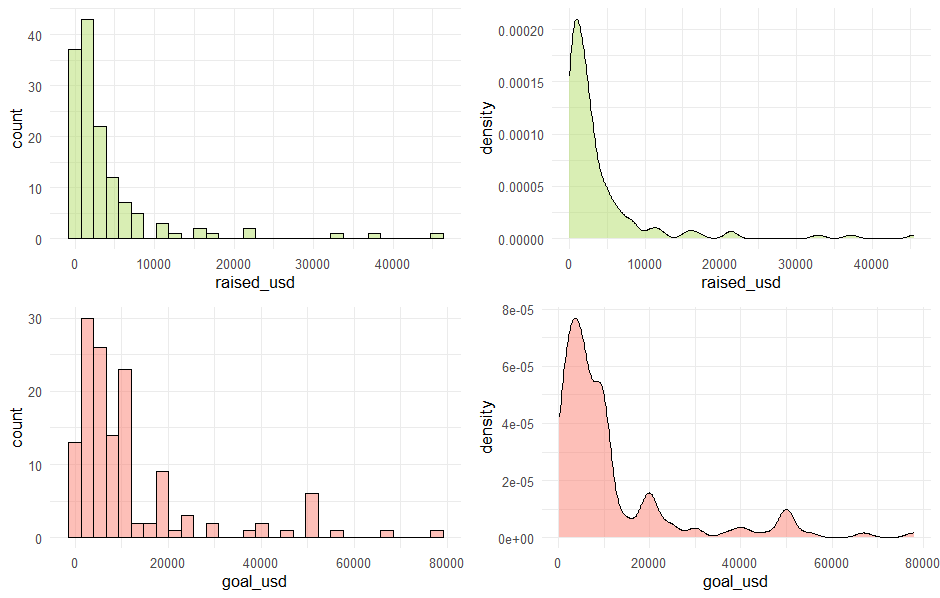 count
40
30
20
10
0
0 10000 20000 30000 40000
raised_usd
density
0.00020
0.00015
0.00010
0.00005
0.00000
0 10000 20000 30000 40000
raised_usd
count
30
20
10
0
0 20000 40000 60000 80000
goal_usd
density
8e-05
6e-05
4e-05
2e-05
0e+00
0 20000 40000 60000 80000
goal_usd